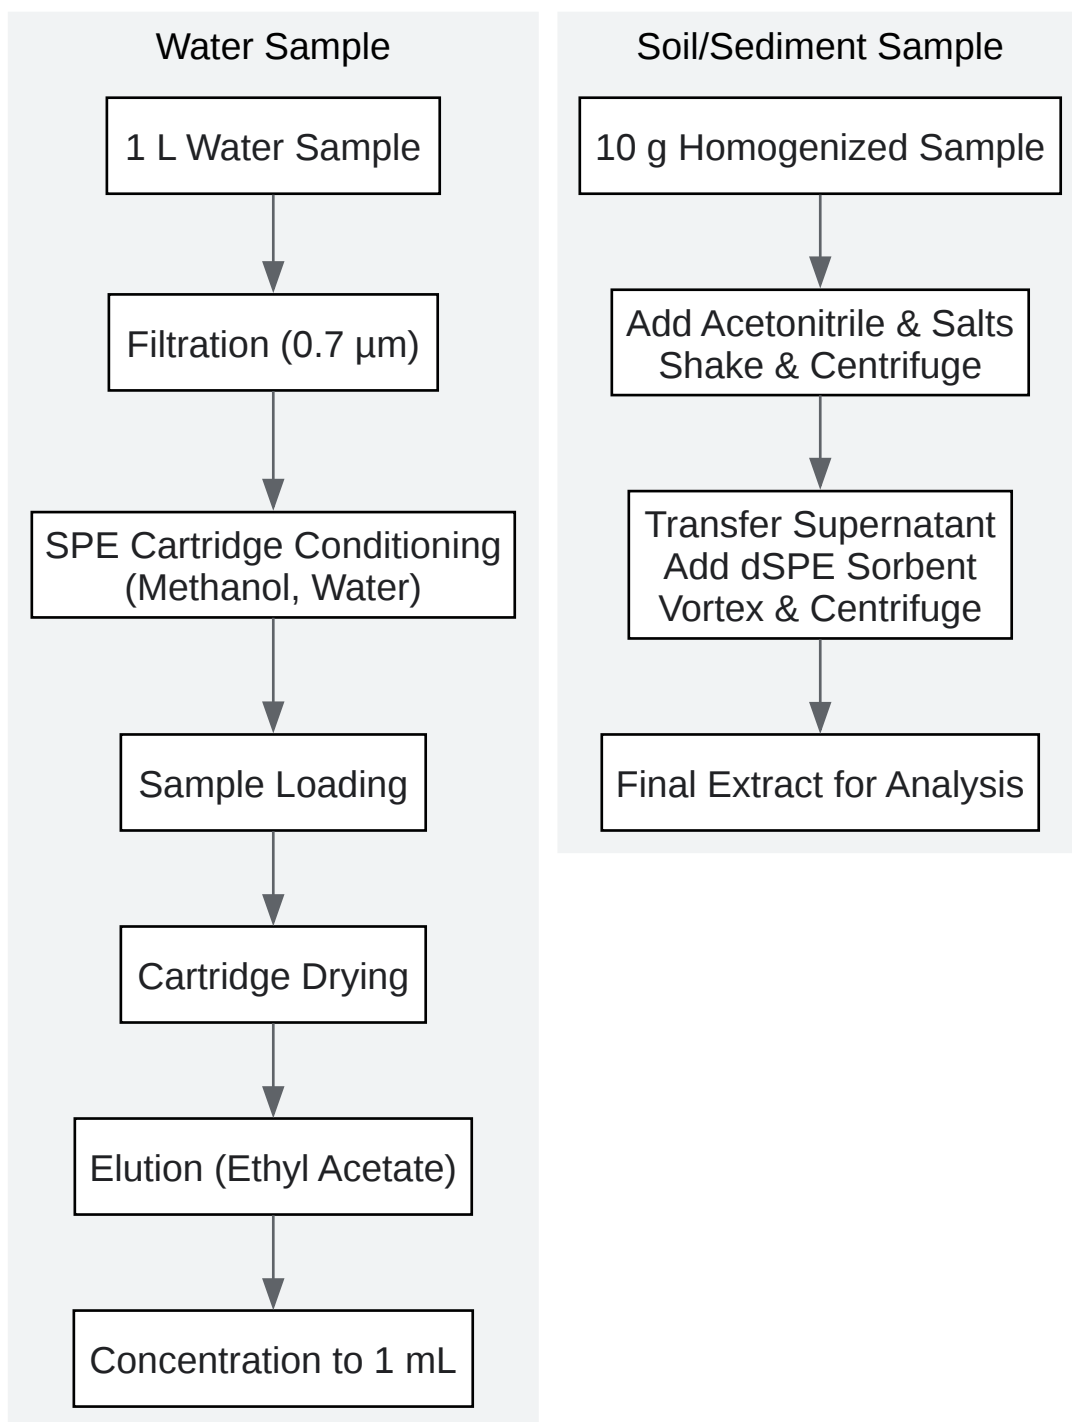 Water Sample
1 L Water Sample
Filtration (0.7 µm)
SPE Cartridge Conditioning
(Methanol, Water)
Sample Loading
Cartridge Drying
Elution (Ethyl Acetate)
Concentration to 1 mL
Soil/Sediment Sample
10 g Homogenized Sample
Add Acetonitrile & Salts
Shake & Centrifuge
Transfer Supernatant
Add dSPE Sorbent
Vortex & Centrifuge
Final Extract for Analysis